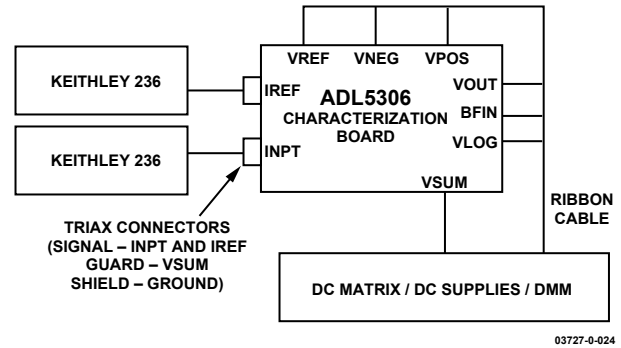 VREF VNEG VPOS
KEITHLEY 236
IREF
VOUT
ADL5306
CHARACTERIZATION
BOARD
BFIN
KEITHLEY 236
INPT
VLOG
VSUM
TRIAX CONNECTORS
(SIGNAL – INPT AND IREF
GUARD – VSUM
SHIELD – GROUND)
RIBBON
CABLE
DC MATRIX / DC SUPPLIES / DMM
03727-0-024